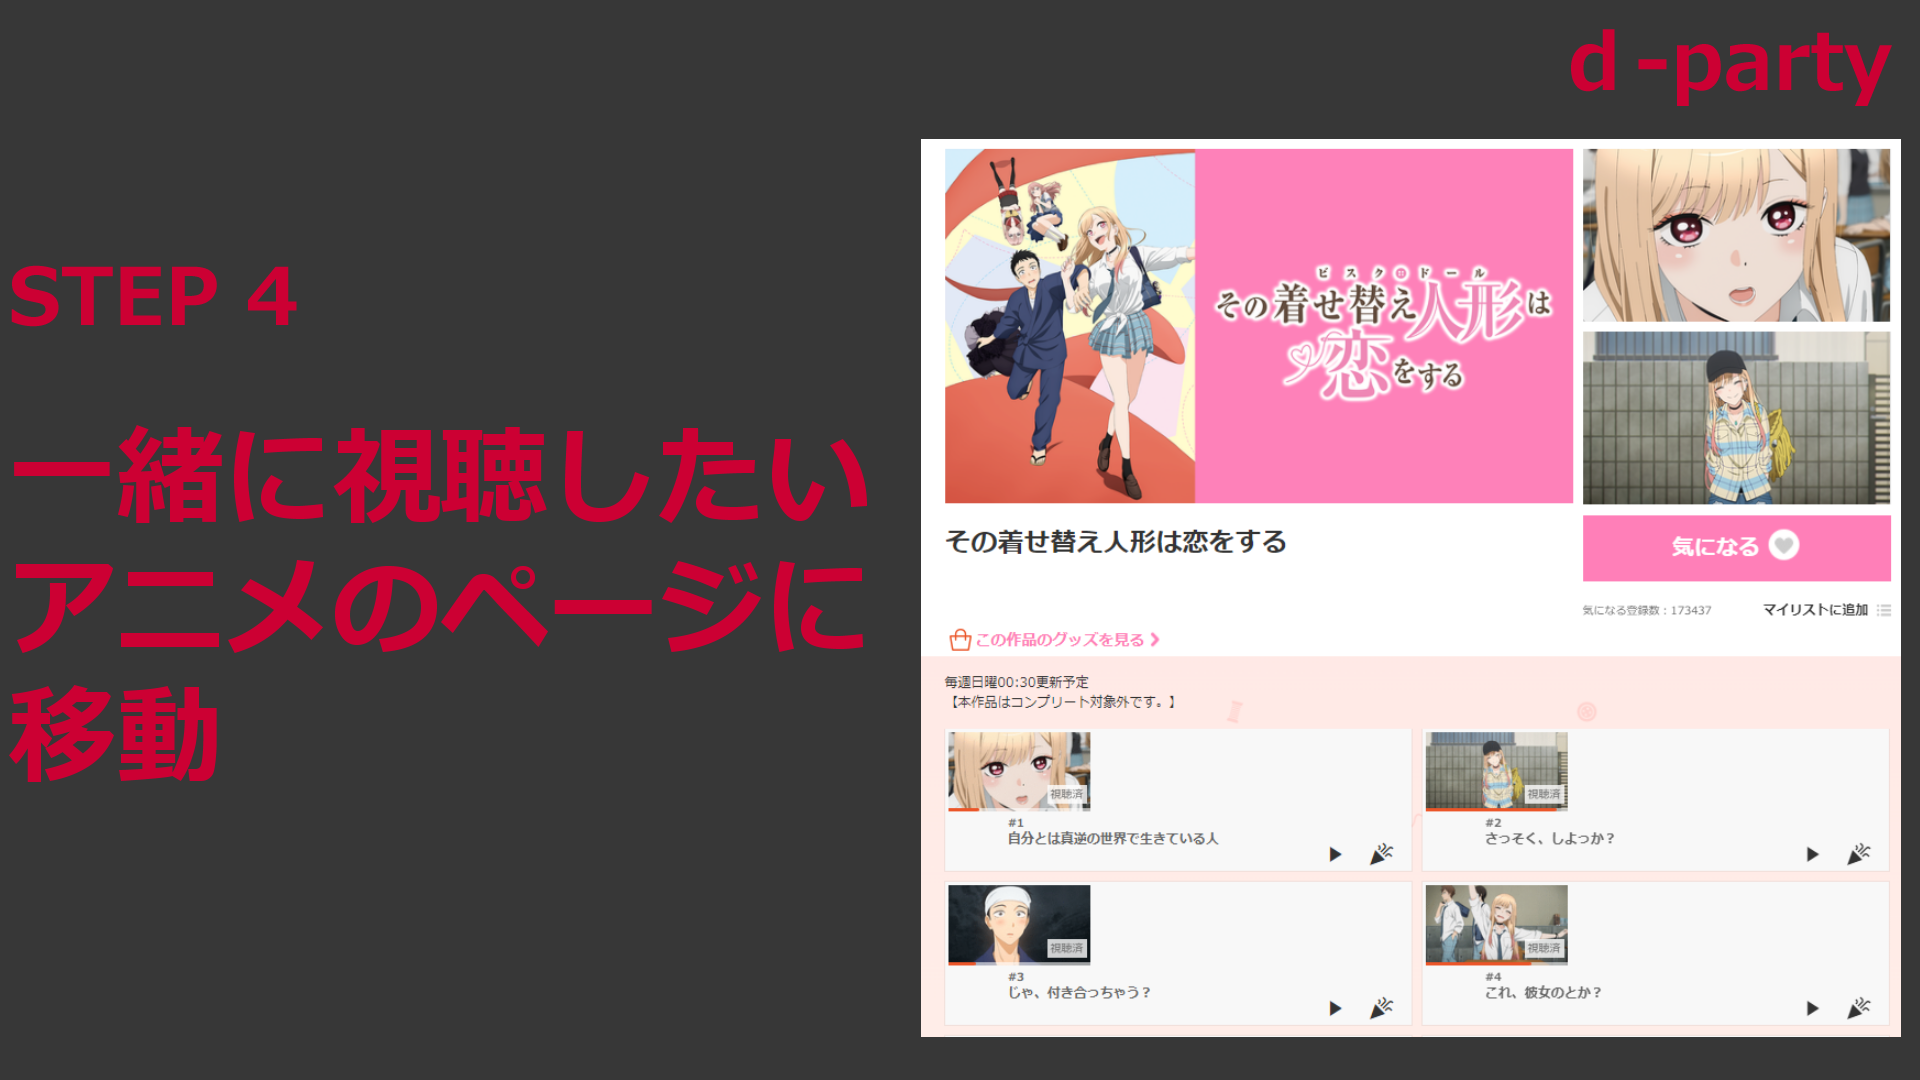 d -party
STEP 4
一緒に視聴したい
アニメのページに
移動
ビスクドール
その着せ替え人形は
恋をする
その着せ替え人形は恋をする
気になる
気になる登録数：173437
マイリストに追加
この作品のグッズを見る
毎週日曜00:30更新予定
【本作品はコンプリート対象外です。】
視聴済
#1
自分とは真逆の世界で生きている人
視聴済
#2
さっそく、しよっか？
視聴済
#3
じゃ、付き合っちゃう？
視聴済
#4
これ、彼女のとか？